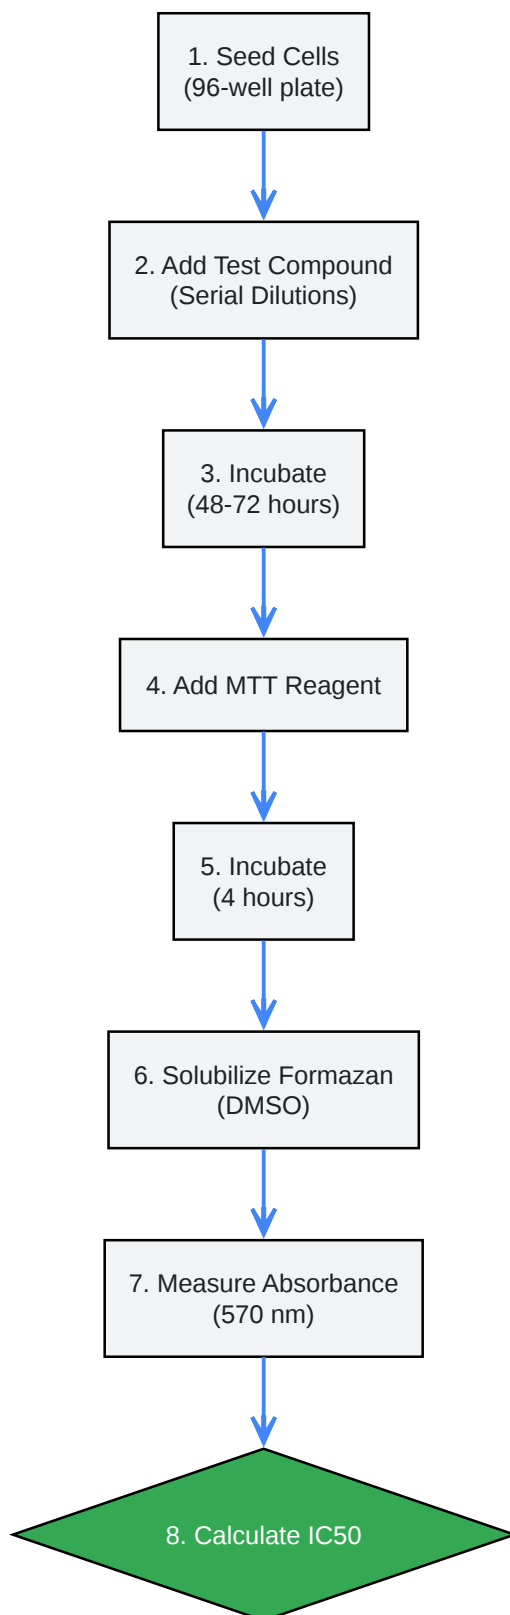 1. Seed Cells
(96-well plate)
2. Add Test Compound
(Serial Dilutions)
3. Incubate
(48-72 hours)
4. Add MTT Reagent
5. Incubate
(4 hours)
6. Solubilize Formazan
(DMSO)
7. Measure Absorbance
(570 nm)
8. Calculate IC50